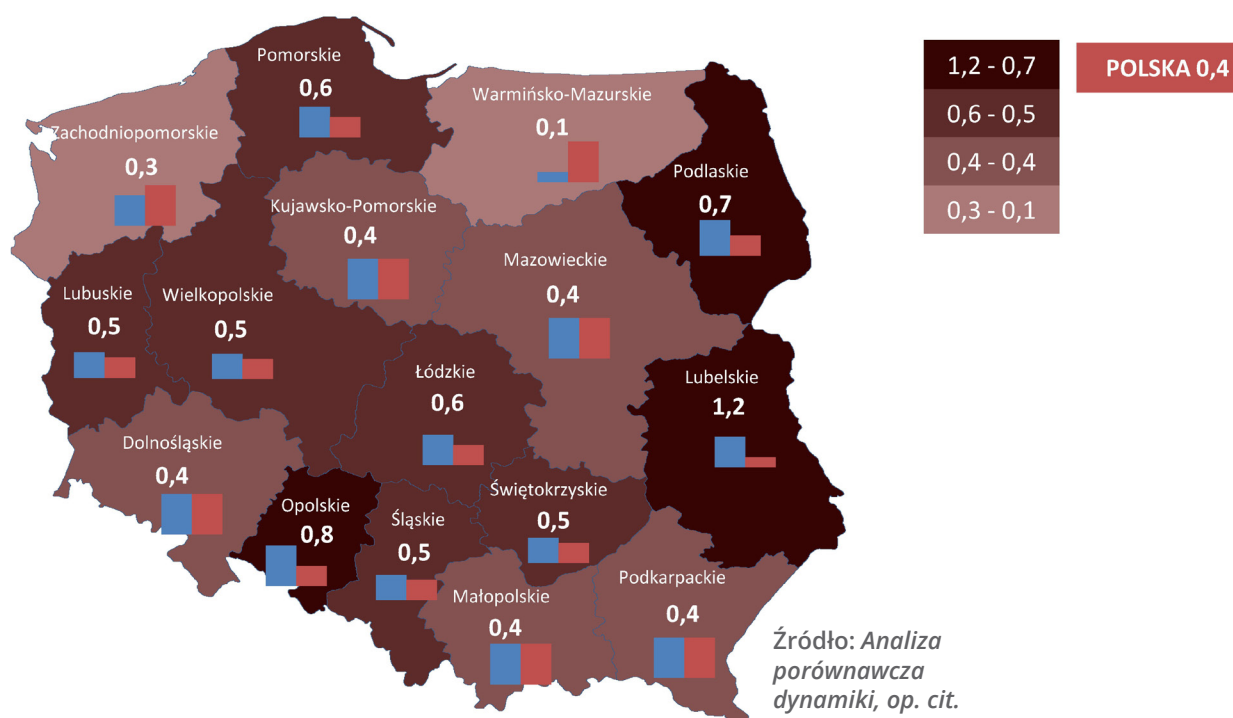 Pomorskie
0,6
Warmińsko-Mazurskie
0,1
Zachodniopomorskie
0,3
Podlaskie
0,7
Kujawsko-Pomorskie
0,4
Mazowieckie
0,4
Lubuskie
0,5
Wielkopolskie
0,5
Łódzkie
0,6
Lubelskie
1,2
Dolnośląskie
0,4
Opolskie
0,8
Śląskie
0,5
Świętokrzyskie
0,5
Małopolskie
0,4
Podkarpackie
0,4
1,2 - 0,7
0,6 - 0,5
0,4 - 0,4
0,3 - 0,1
POLSKA 0,4
Źródło: Analiza
porównawcza
dynamiki, op. cit.